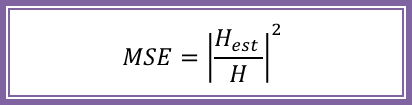 MSE = |H_est / H|^2